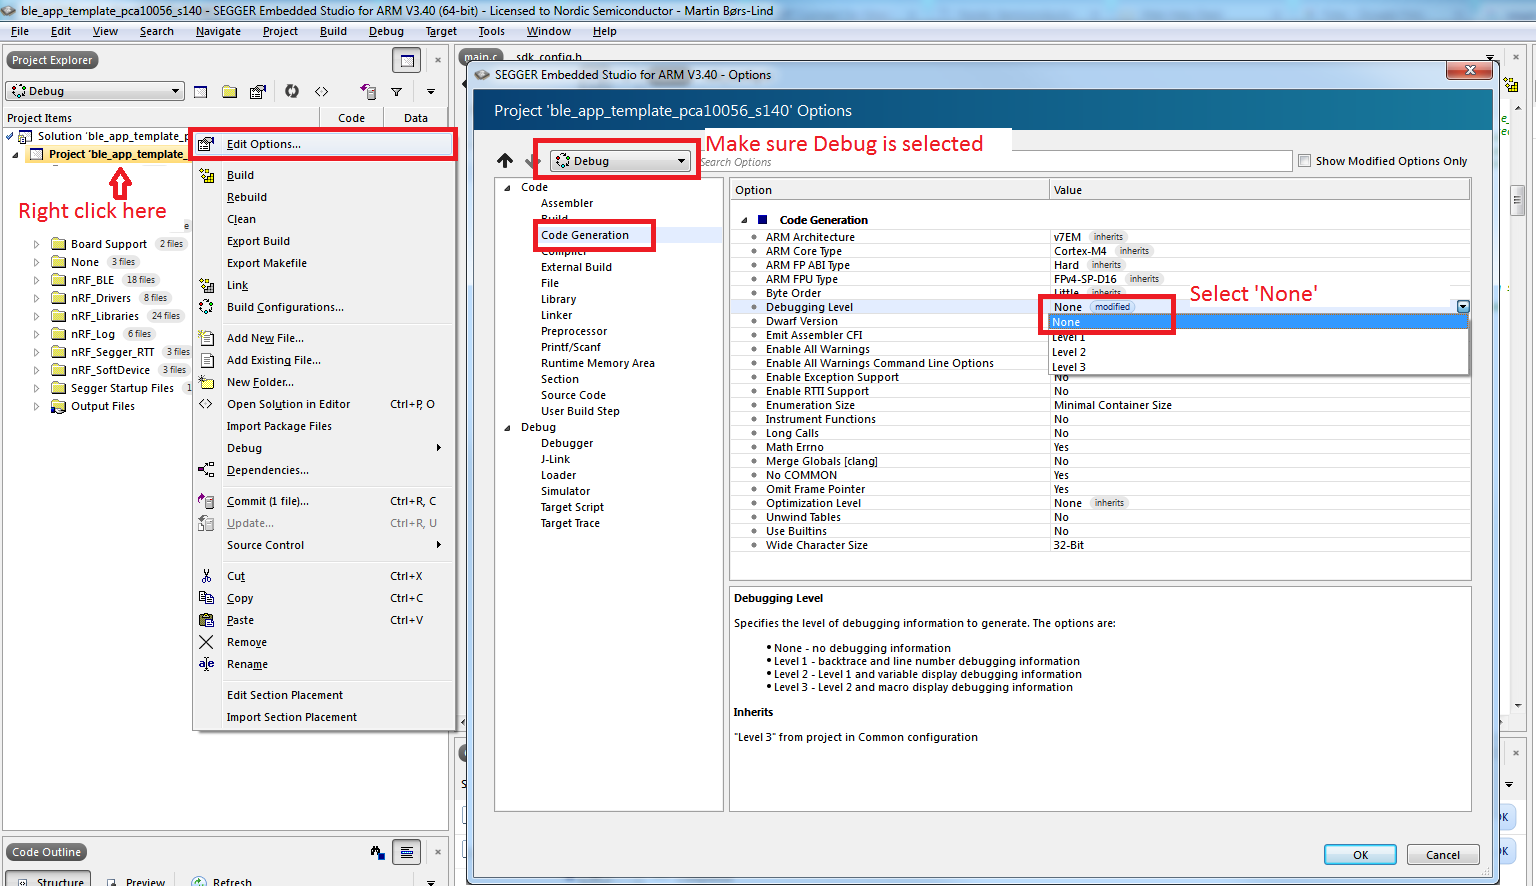 ble_app_template_pca10056_s140 - SEGGER Embedded Studio for ARM V3.40 (64-bit) - Licensed to Nordic Semiconductor - Martin Børs-Lind
File Edit View Search Navigate Project Build Debug Target Tools Window Help
Project Explorer
Debug
Project Items Code Data
Solution 'ble_app_template_p
Project 'ble_app_template_
Right click here
Board Support 2 files
None 3 files
nRF_BLE 18 files
nRF_Drivers 8 files
nRF_Libraries 24 files
nRF_Log 6 files
nRF_Segger_RTT 3 files
nRF_SoftDevice 3 files
Segger Startup Files 1
Output Files
Code Outline
Structure Preview Refresh
Edit Options...
Build
Rebuild
Clean
Export Build
Export Makefile
Link
Build Configurations...
Add New File...
Add Existing File...
New Folder...
Open Solution in Editor Ctrl+P, O
Import Package Files
Debug
Dependencies...
Commit (1 file)... Ctrl+R, C
Update... Ctrl+R, U
Source Control
Cut Ctrl+X
Copy Ctrl+C
Paste Ctrl+V
Remove
Rename
Edit Section Placement
Import Section Placement
main.c sdk_config.h
SEGGER Embedded Studio for ARM V3.40 - Options
Project 'ble_app_template_pca10056_s140' Options
Make sure Debug is selected
Debug
Search Options
Show Modified Options Only
Code
Assembler
Build
Code Generation
Compiler
External Build
File
Library
Linker
Preprocessor
Printf/Scanf
Runtime Memory Area
Section
Source Code
User Build Step
Debug
Debugger
J-Link
Loader
Simulator
Target Script
Target Trace
Option Value
Code Generation
ARM Architecture v7EM inherits
ARM Core Type Cortex-M4 inherits
ARM FP ABI Type Hard inherits
ARM FPU Type FPv4-SP-D16 inherits
Byte Order Little inherits
Select 'None'
Debugging Level None modified
Dwarf Version
Emit Assembler CFI
Enable All Warnings
Enable All Warnings Command Line Options
Enable Exception Support No
Enable RTTI Support No
Enumeration Size Minimal Container Size
Instrument Functions No
Long Calls No
Math Errno Yes
Merge Globals [clang] No
No COMMON Yes
Omit Frame Pointer Yes
Optimization Level None inherits
Unwind Tables No
Use Builtins No
Wide Character Size 32-Bit
None
Level 1
Level 2
Level 3
Debugging Level
Specifies the level of debugging information to generate. The options are:
• None - no debugging information
• Level 1 - backtrace and line number debugging information
• Level 2 - Level 1 and variable display debugging information
• Level 3 - Level 2 and macro display debugging information
Inherits
"Level 3" from project in Common configuration
OK Cancel